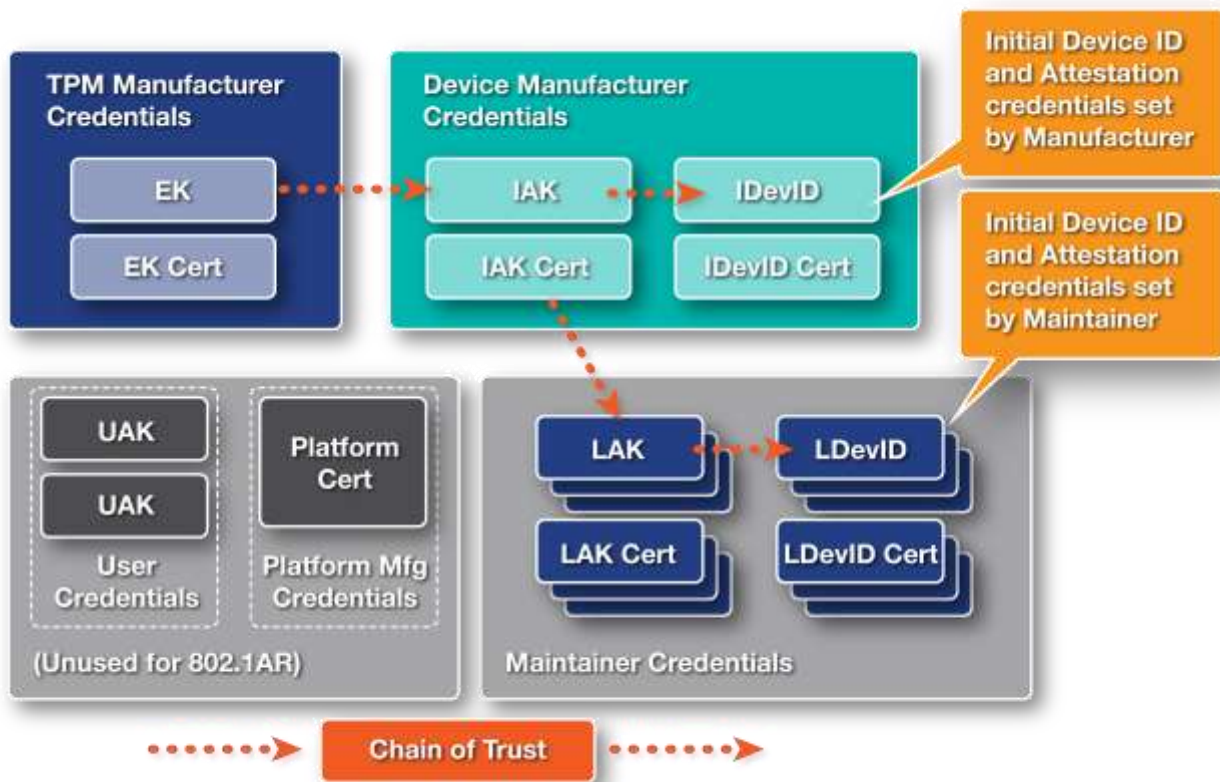 TPM Manufacturer
Credentials
EK
EK Cert
Device Manufacturer
Credentials
IAK
IDevID
IAK Cert
IDevID Cert
Initial Device ID
and Attestation
credentials set
by Manufacturer
Initial Device ID
and Attestation
credentials set
by Maintainer
UAK
UAK
User
Credentials
Platform
Cert
Platform Mfg
Credentials
(Unused for 802.1AR)
LAK
LDevID
LAK Cert
LDevID Cert
Maintainer Credentials
Chain of Trust